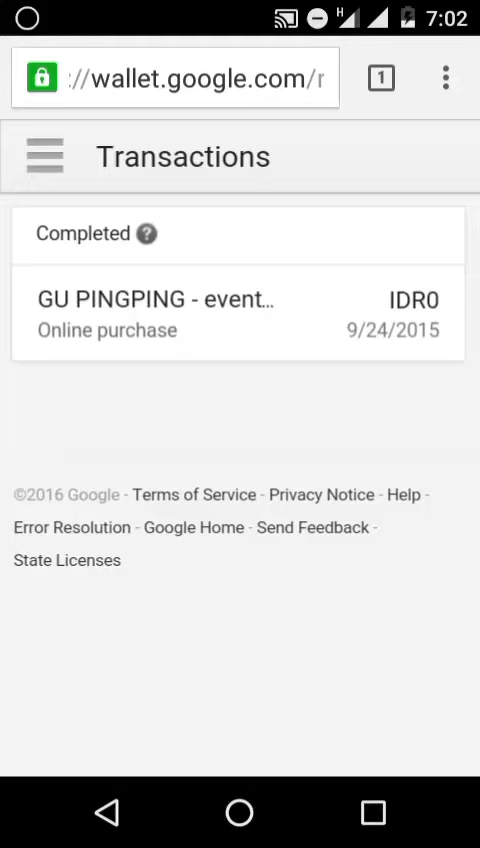 H
7:02
://wallet.google.com/r
1
Transactions
Completed ?
GU PINGPING - event... IDR0
Online purchase 9/24/2015
©2016 Google - Terms of Service - Privacy Notice - Help -
Error Resolution - Google Home - Send Feedback -
State Licenses